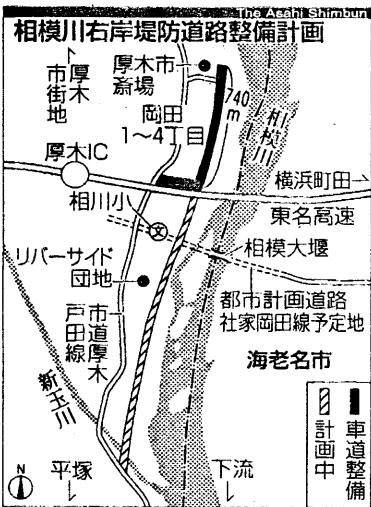 The Asahi Shimbun
相模川右岸堤防道路整備計画
厚木市街地
厚木市斎場
岡田1〜4丁目
740m
相模川
厚木IC
横浜町田
東名高速
相川小
文
相模大堰
リバーサイド団地
都市計画道路
社家岡田線予定地
市道厚木戸田線
海老名市
新玉川
車道整備
計画中
N
平塚
下流